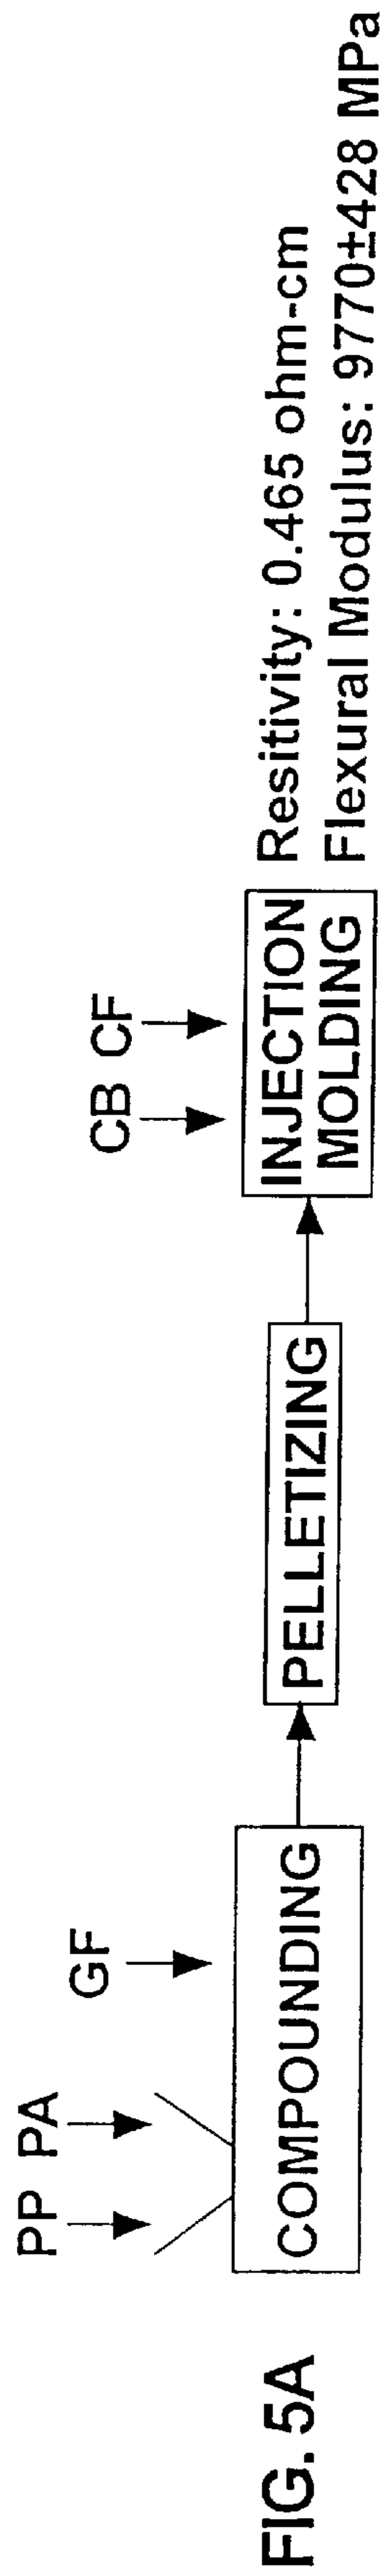 FIG. 5A
PP PA
GF
COMPOUNDING
PELLETIZING
CB CF
INJECTION
MOLDING
Resitivity: 0.465 ohm-cm
Flexural Modulus: 9770±428 MPa